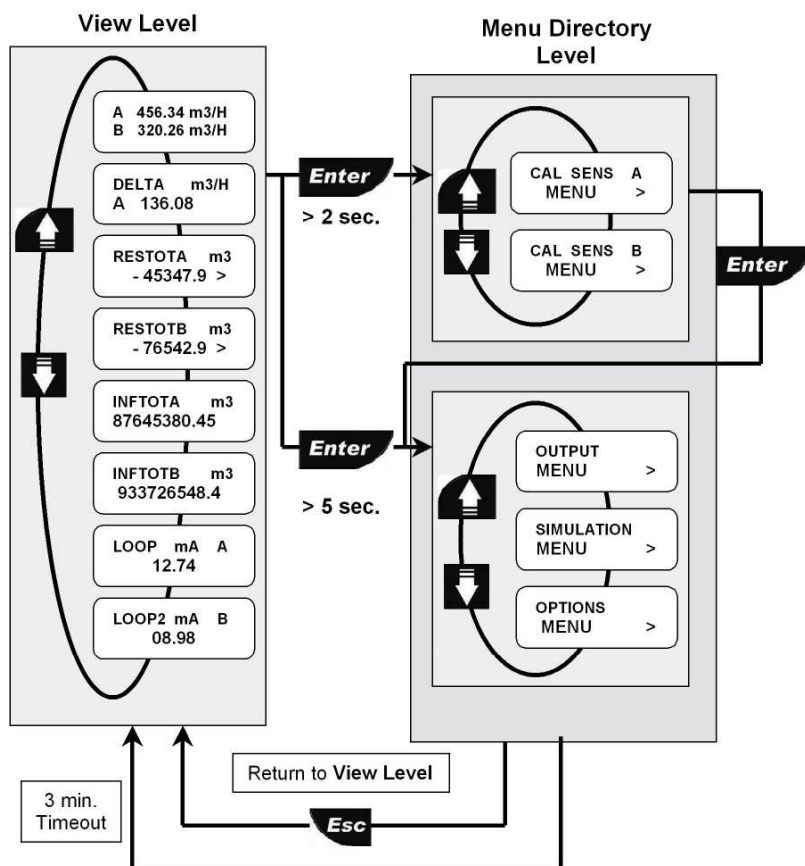 View Level
A 456.34 m3/H
B 320.26 m3/H
DELTA m3/H
A 136.08
RESTOTA m3
- 45347.9 >
RESTOTB m3
- 76542.9 >
INFTOTA m3
87645380.45
INFTOTB m3
933726548.4
LOOP mA A
12.74
LOOP2 mA B
08.98
Enter
> 2 sec.
Enter
> 5 sec.
Menu Directory
Level
CAL SENS A
MENU >
CAL SENS B
MENU >
Enter
OUTPUT
MENU >
SIMULATION
MENU >
OPTIONS
MENU >
3 min.
Timeout
Return to View Level
Esc